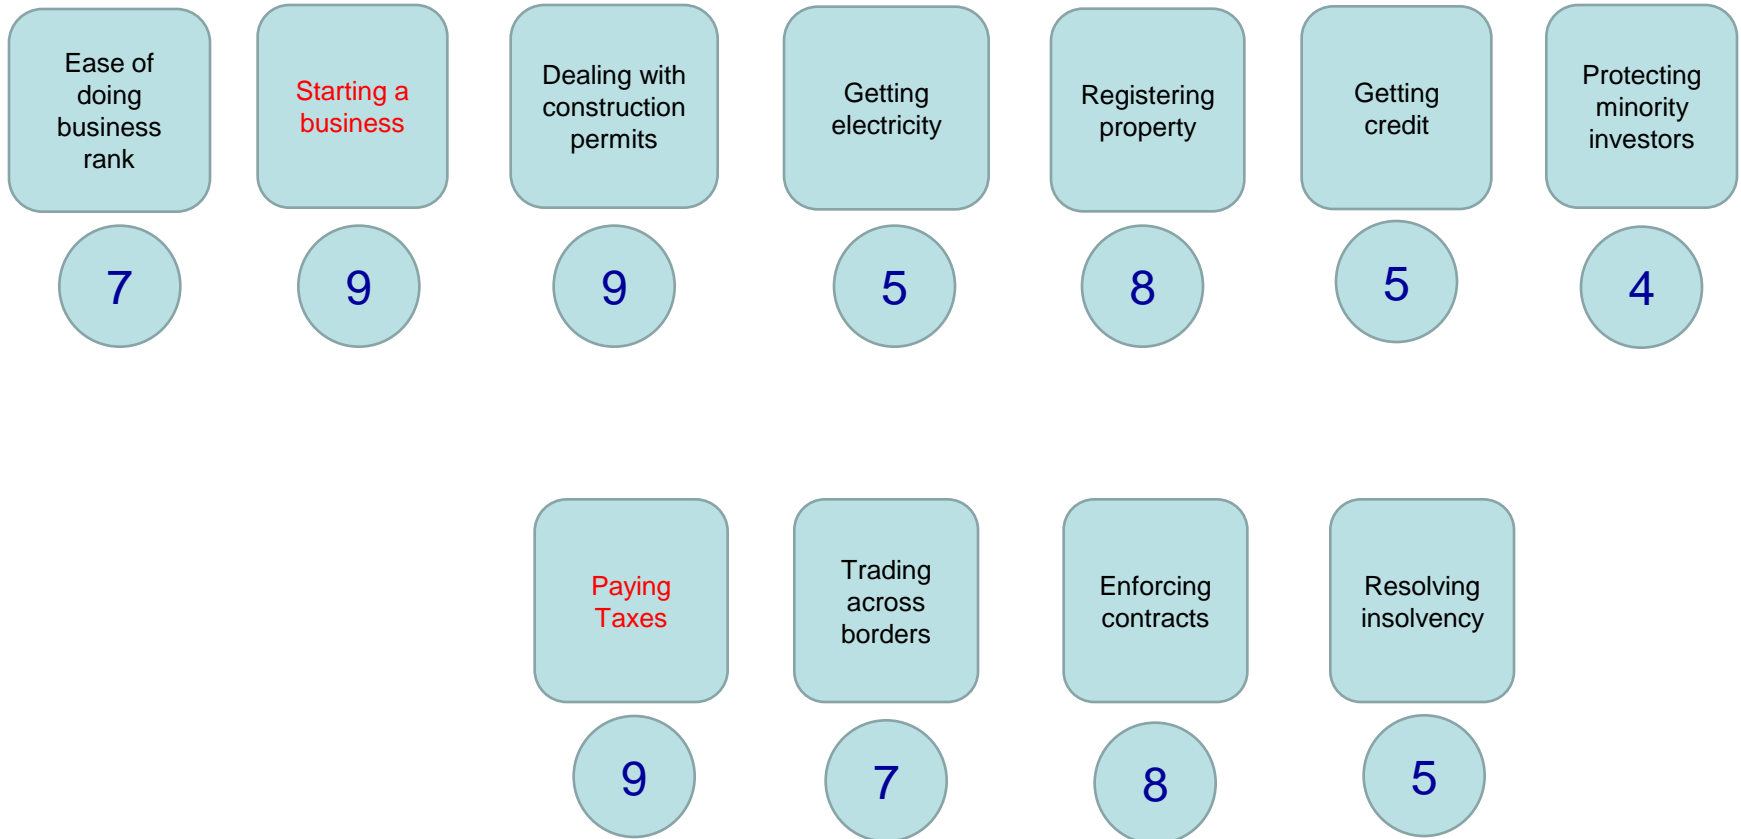 Ease of
doing
business
rank
Starting a
business
Dealing with
construction
permits
Getting
electricity
Registering
property
Getting
credit
Protecting
minority
investors
7
9
9
5
8
5
4
Paying
Taxes
Trading
across
borders
Enforcing
contracts
Resolving
insolvency
9
7
8
5